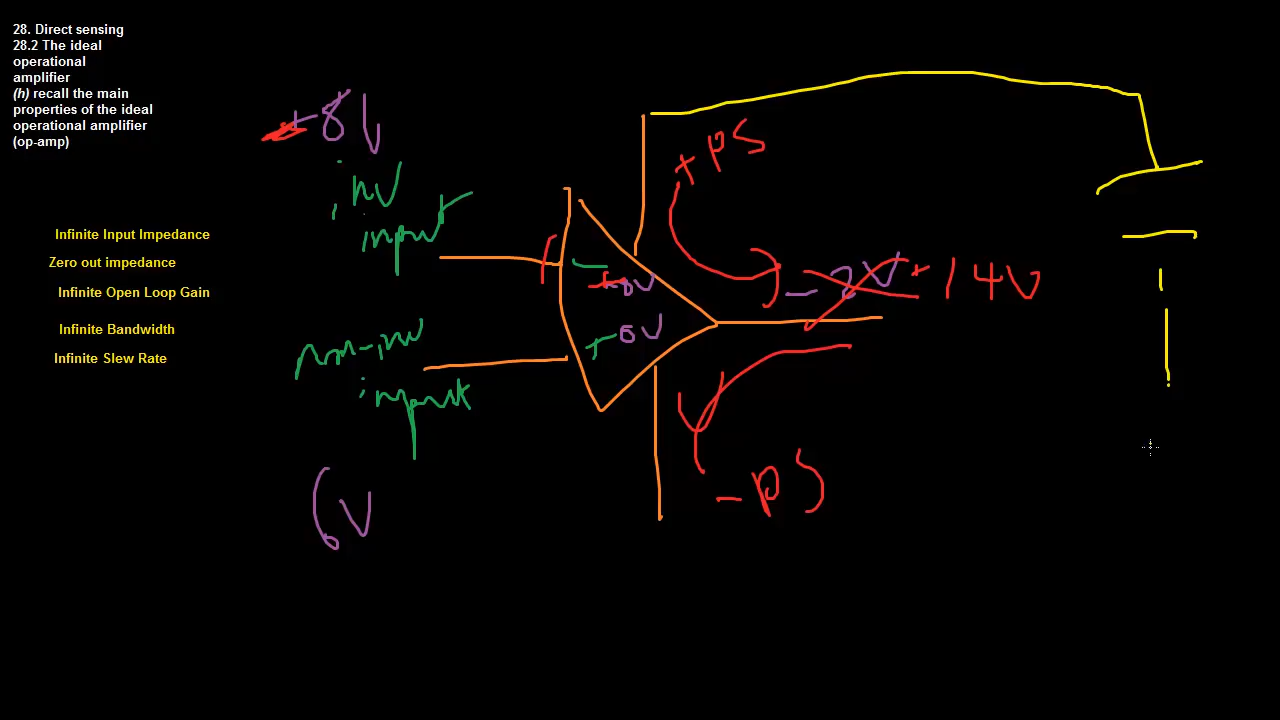 28. Direct sensing
28.2 The ideal
operational
amplifier
(h) recall the main
properties of the ideal
operational amplifier
(op-amp)
Infinite Input Impedance
Zero out impedance
Infinite Open Loop Gain
Infinite Bandwidth
Infinite Slew Rate
+8V
inv
input
non-inv
input
6V
+ps
-ps
-2V
+14V
-
+
6V